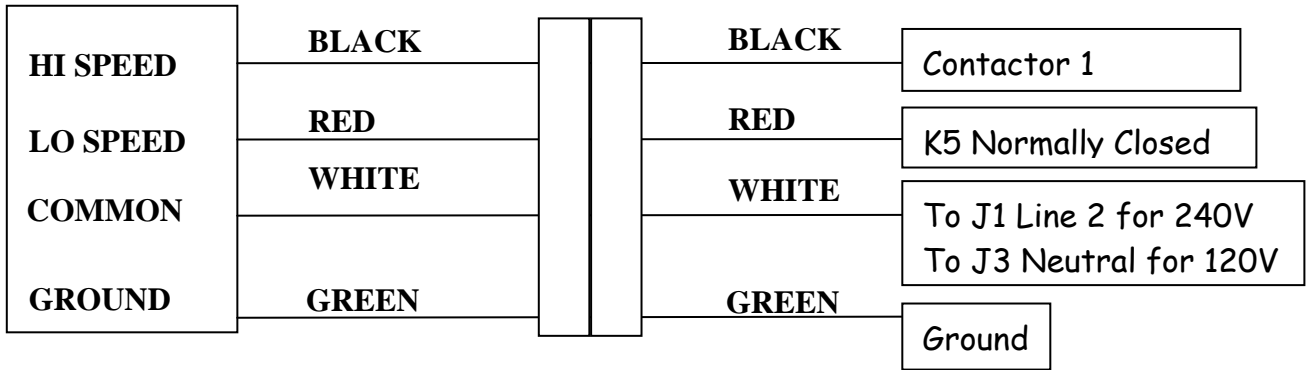 HI SPEED
BLACK
BLACK
Contactor 1
LO SPEED
RED
RED
K5 Normally Closed
COMMON
WHITE
WHITE
To J1 Line 2 for 240V
To J3 Neutral for 120V
GROUND
GREEN
GREEN
Ground